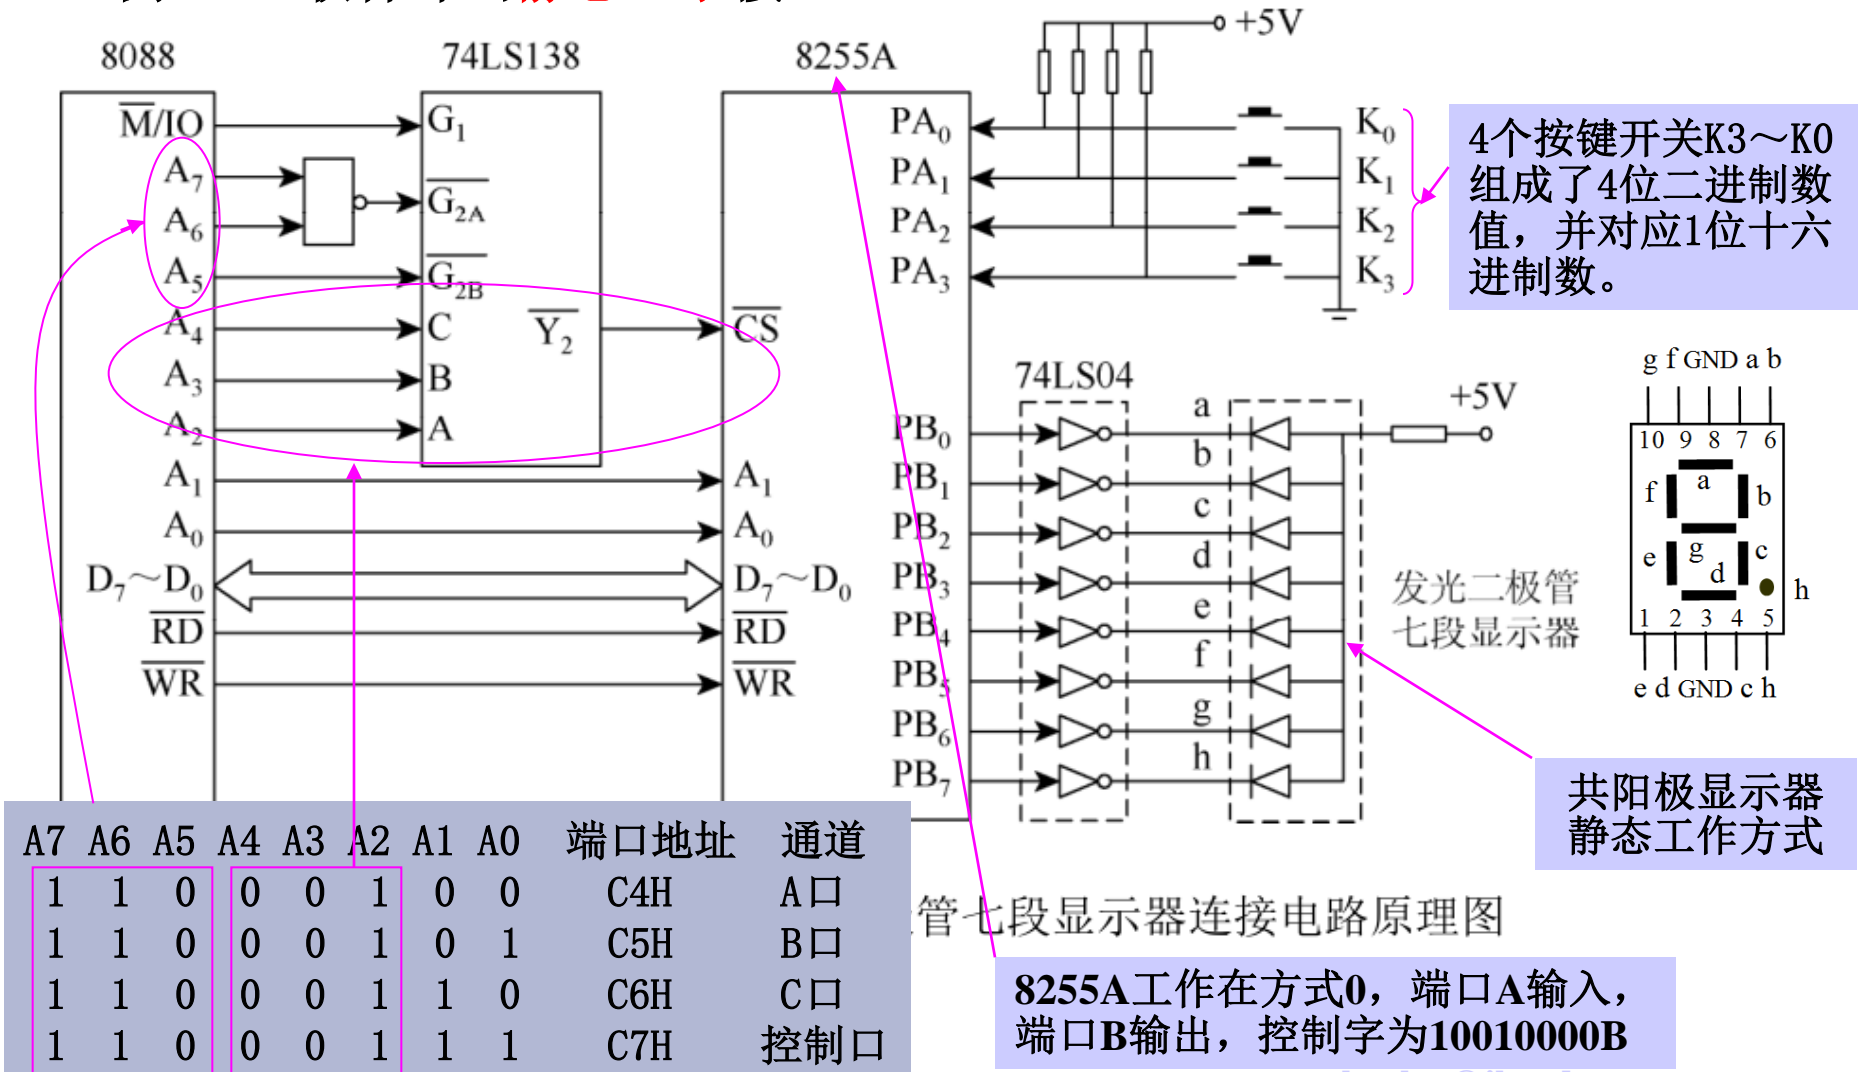 +5V
8088
74LS138
8255A
M/IO
G1
PA0
K0
A7
G2A
PA1
K1
A6
PA2
K2
A5
G2B
PA3
K3
4个按键开关K3～K0
组成了4位二进制数
值，并对应1位十六
进制数。
A4
C
Y2
CS
A3
B
A2
A
A1
A1
A0
A0
D7～D0
D7～D0
RD
RD
WR
WR
74LS04
+5V
PB0
a
PB1
b
PB2
c
PB3
d
PB4
e
PB5
f
PB6
g
PB7
h
发光二极管
七段显示器
g f GND a b
10 9 8 7 6
a
f
b
g
e
c
d
h
1 2 3 4 5
e d GND c h
共阳极显示器
静态工作方式
A7 A6 A5 A4 A3 A2 A1 A0 端口地址 通道
1 1 0 0 0 1 0 0 C4H A口
1 1 0 0 0 1 0 1 C5H B口
1 1 0 0 0 1 1 0 C6H C口
1 1 0 0 0 1 1 1 C7H 控制口
管七段显示器连接电路原理图
8255A工作在方式0，端口A输入，
端口B输出，控制字为10010000B